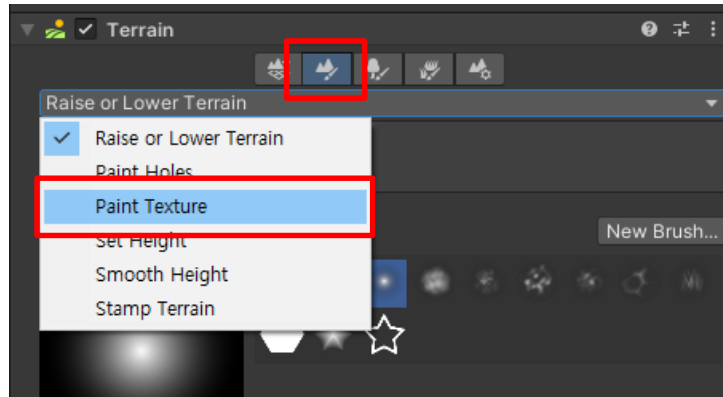 Terrain
Raise or Lower Terrain
Raise or Lower Terrain
Paint Holes
Paint Texture
Set Height
New Brush...
Smooth Height
Stamp Terrain